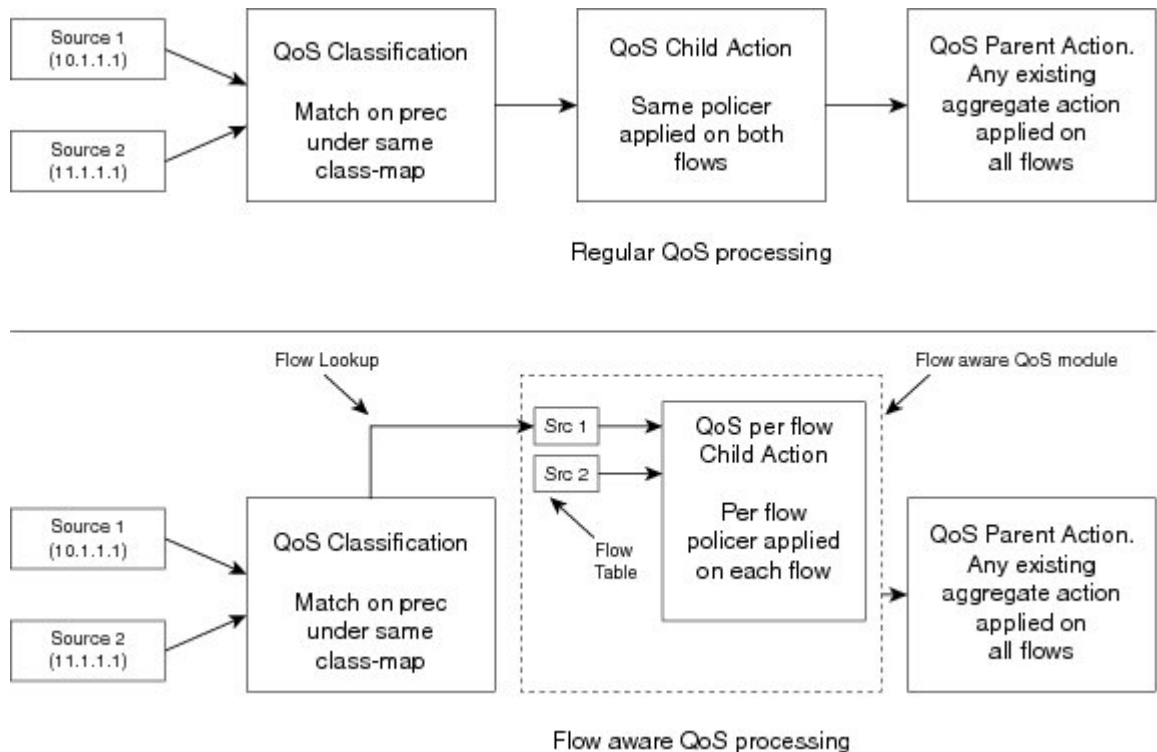 Source 1
(10.1.1.1)
Source 2
(11.1.1.1)
QoS Classification
Match on prec
under same
class-map
QoS Child Action
Same policer
applied on both
flows
QoS Parent Action.
Any existing
aggregate action
applied on
all flows
Regular QoS processing
Flow Lookup
Flow aware QoS module
Source 1
(10.1.1.1)
Source 2
(11.1.1.1)
QoS Classification
Match on prec
under same
class-map
Src 1
Src 2
Flow
Table
QoS per flow
Child Action
Per flow
policer applied
on each flow
QoS Parent Action.
Any existing
aggregate action
applied on
all flows
Flow aware QoS processing